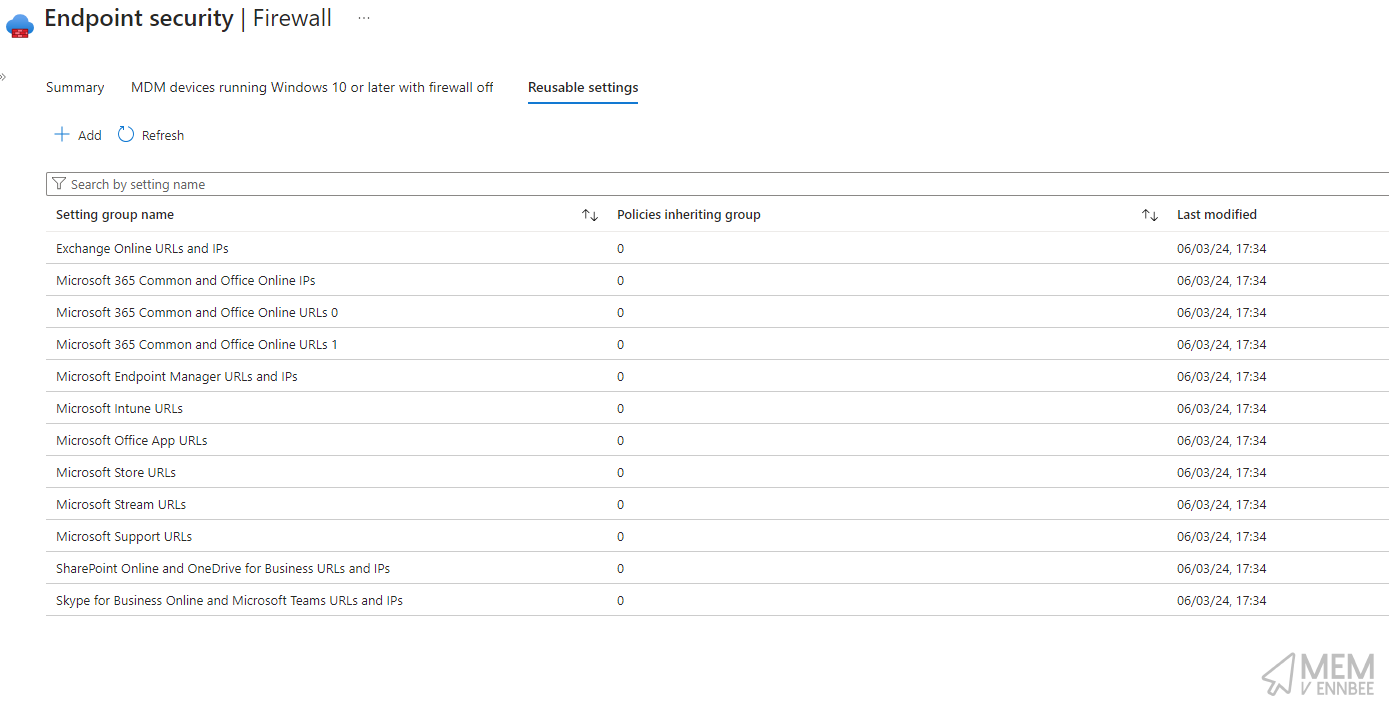 Endpoint security | Firewall ...
»
Summary MDM devices running Windows 10 or later with firewall off Reusable settings
+ Add Refresh
Search by setting name
Setting group name ↑↓ Policies inheriting group ↑↓ Last modified
Exchange Online URLs and IPs 0 06/03/24, 17:34
Microsoft 365 Common and Office Online IPs 0 06/03/24, 17:34
Microsoft 365 Common and Office Online URLs 0 0 06/03/24, 17:34
Microsoft 365 Common and Office Online URLs 1 0 06/03/24, 17:34
Microsoft Endpoint Manager URLs and IPs 0 06/03/24, 17:34
Microsoft Intune URLs 0 06/03/24, 17:34
Microsoft Office App URLs 0 06/03/24, 17:34
Microsoft Store URLs 0 06/03/24, 17:34
Microsoft Stream URLs 0 06/03/24, 17:34
Microsoft Support URLs 0 06/03/24, 17:34
SharePoint Online and OneDrive for Business URLs and IPs 0 06/03/24, 17:34
Skype for Business Online and Microsoft Teams URLs and IPs 0 06/03/24, 17:34
MEM
V ENNBEE